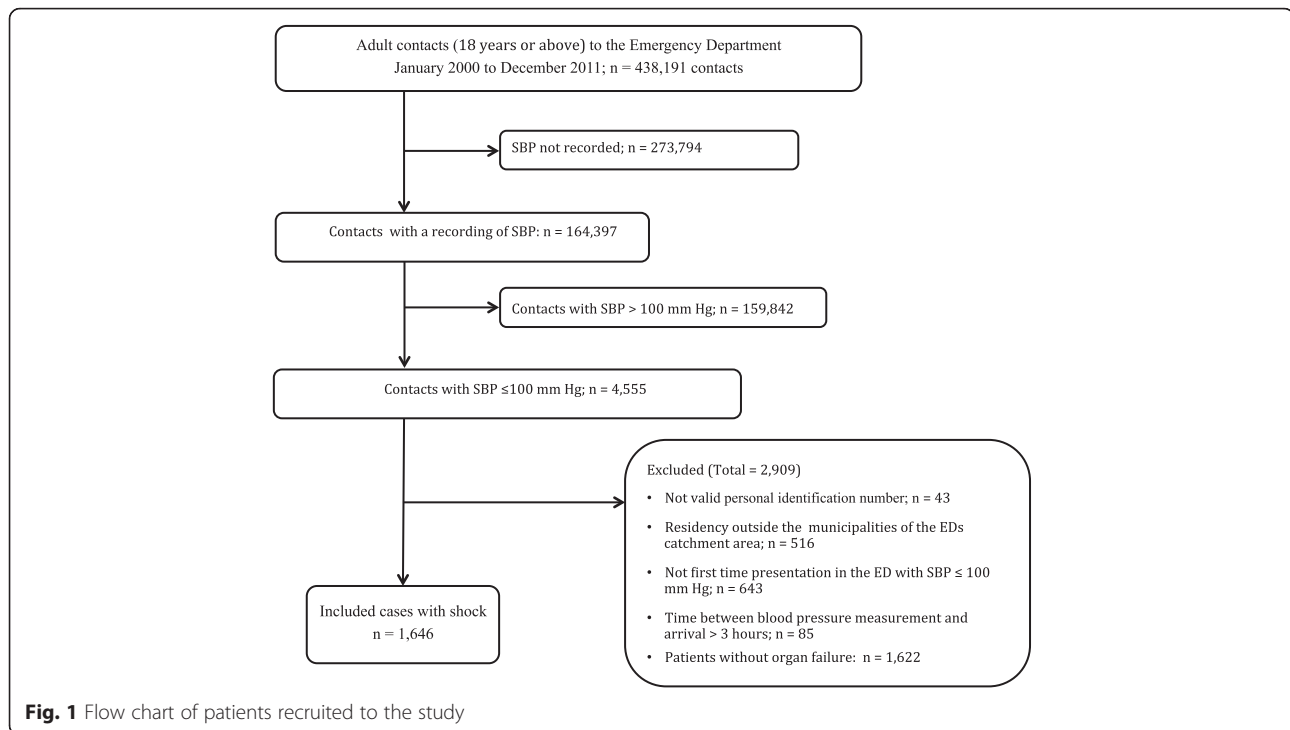 Adult contacts (18 years or above) to the Emergency Department
January 2000 to December 2011; n = 438,191 contacts
SBP not recorded; n = 273,794
Contacts with a recording of SBP: n = 164,397
Contacts with SBP > 100 mm Hg; n = 159,842
Contacts with SBP ≤100 mm Hg; n = 4,555
Excluded (Total = 2,909)
• Not valid personal identification number; n = 43
• Residency outside the municipalities of the EDs
catchment area; n = 516
• Not first time presentation in the ED with SBP ≤ 100
mm Hg; n = 643
• Time between blood pressure measurement and
arrival > 3 hours; n = 85
• Patients without organ failure: n = 1,622
Included cases with shock
n = 1,646
Fig. 1 Flow chart of patients recruited to the study